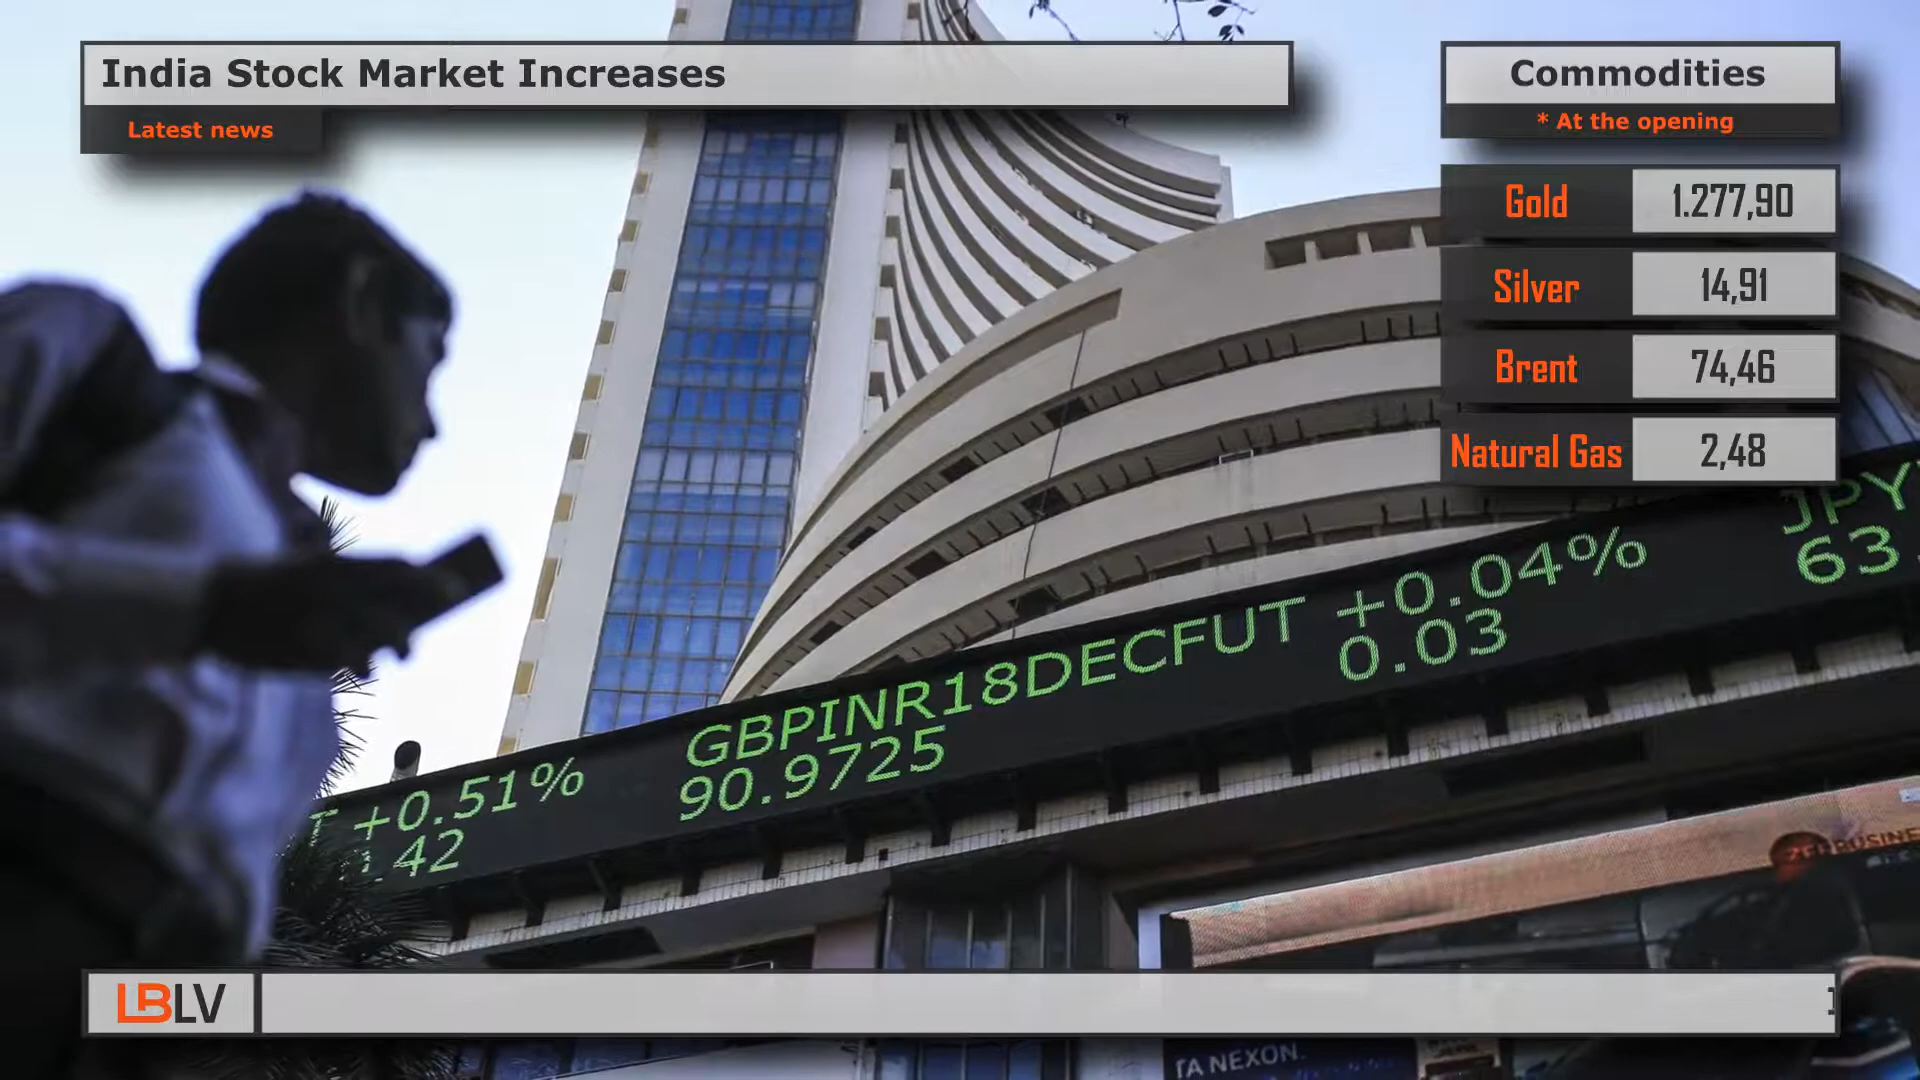 India Stock Market Increases
Latest news
Commodities
* At the opening
Gold 1.277,90
Silver 14,91
Brent 74,46
Natural Gas 2,48
JPY
63.
GBPINR18DECFUT +0.04%
90.9725 0.03
T +0.51%
42
LBLV
TA NEXON.